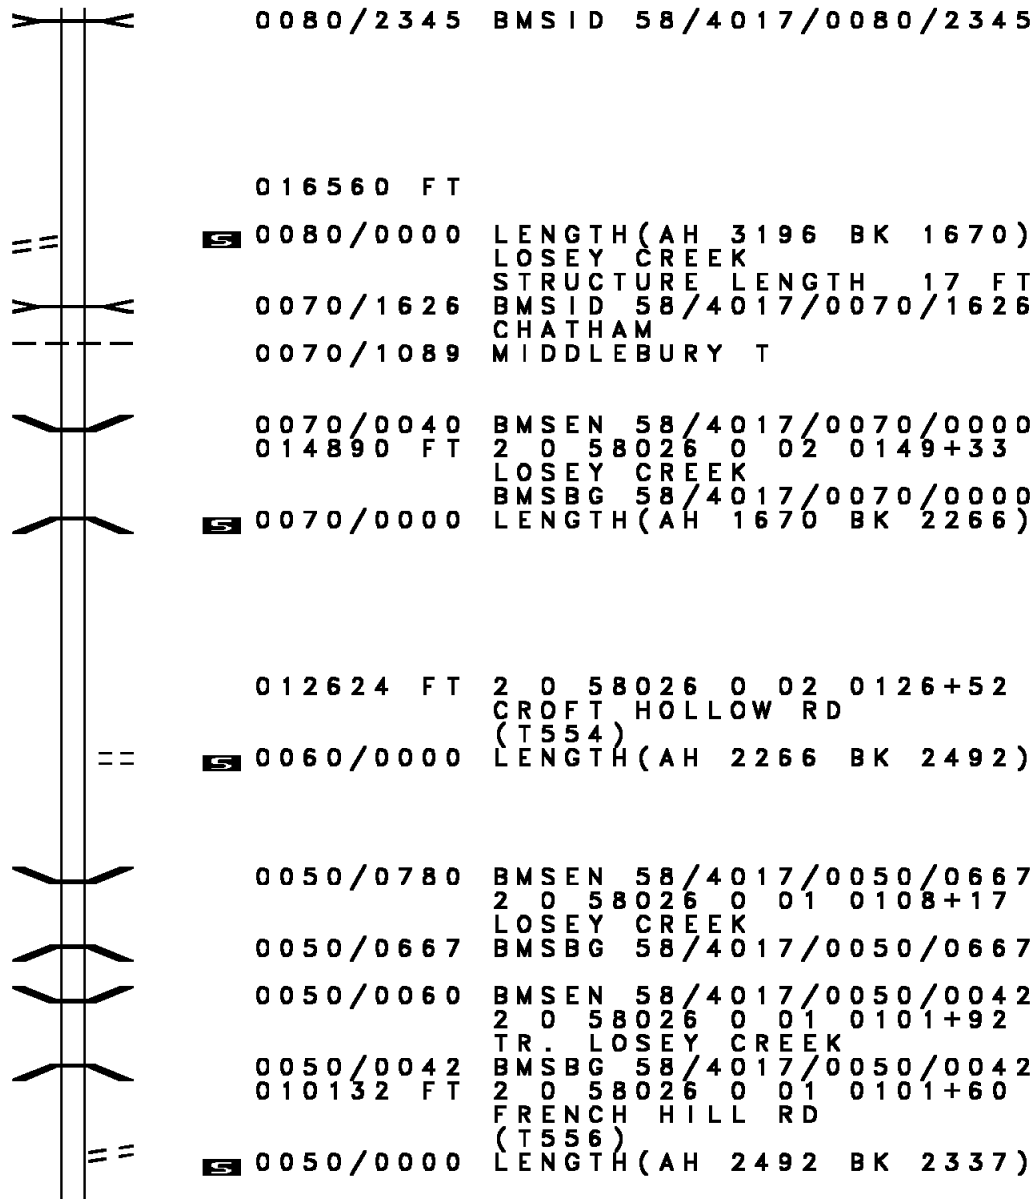 0080/2345 BMSID 58/4017/0080/2345
016560 FT
S 0080/0000 LENGTH(AH 3196 BK 1670)
LOSEY CREEK
STRUCTURE LENGTH 17 FT
0070/1626 BMSID 58/4017/0070/1626
CHATHAM
0070/1089 MIDDLEBURY T
0070/0040 BMSEN 58/4017/0070/0000
014890 FT 2 0 58026 0 02 0149+33
LOSEY CREEK
BMSBG 58/4017/0070/0000
S 0070/0000 LENGTH(AH 1670 BK 2266)
012624 FT 2 0 58026 0 02 0126+52
CROFT HOLLOW RD
(T554)
S 0060/0000 LENGTH(AH 2266 BK 2492)
0050/0780 BMSEN 58/4017/0050/0667
2 0 58026 0 01 0108+17
LOSEY CREEK
0050/0667 BMSBG 58/4017/0050/0667
0050/0060 BMSEN 58/4017/0050/0042
2 0 58026 0 01 0101+92
TR. LOSEY CREEK
0050/0042 BMSBG 58/4017/0050/0042
010132 FT 2 0 58026 0 01 0101+60
FRENCH HILL RD
(T556)
S 0050/0000 LENGTH(AH 2492 BK 2337)